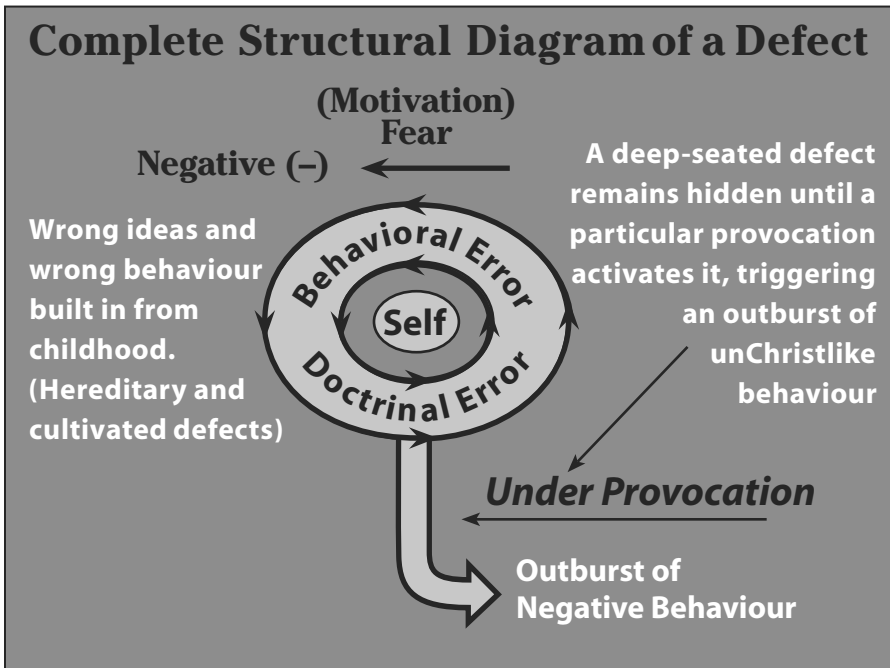 Complete Structural Diagram of a Defect
(Motivation)
Fear
Negative (–)
Wrong ideas and
wrong behaviour
built in from
childhood.
(Hereditary and
cultivated defects)
Behavioral Error
Self
Doctrinal Error
A deep-seated defect
remains hidden until a
particular provocation
activates it, triggering
an outburst of
unChristlike
behaviour
Under Provocation
Outburst of
Negative Behaviour